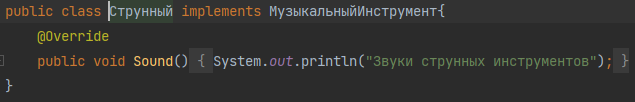 public class Струнный implements МузыкальныйИнструмент{
@Override
public void Sound() { System.out.println("Звуки струнных инструментов"); }
}